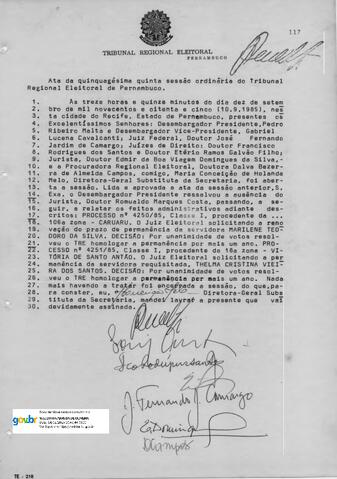 117
TRIBUNAL REGIONAL ELEITORAL
PERNAMBUCO
Ata da quinquagésima quinta sessão ordinária do Tribunal
Regional Eleitoral de Pernambuco.
1. As treze horas e quinze minutos do dia dez de setem
2. bro de mil novecentos e oitenta e cinco (10.9.1985), nes
3. ta cidade do Recife, Estado de Pernambuco, presentes os
4. Excelentíssimos Senhores: Desembargador Presidente, Pedro
5. Ribeiro Malta e Desembargador Vice-Presidente, Gabriel
6. Lucena Cavalcanti, Juiz Federal, Doutor José Fernando
7. Jardim de Camargo, Juízes de Direito: Doutor Francisco
8. Rodrigues dos Santos e Doutor Etério Ramos Galvão Filho;
9. Jurista, Doutor Edmir da Boa Viagem Domingues da Silva,
10. e a Procuradora Regional Eleitoral, Doutora Dalva Bezer-
11. ra de Almeida Campos, comigo, Maria Conceição de Holanda
12. Melo, Diretora-Geral Substituta da Secretaria, foi aber-
13. ta a sessão. Lida e aprovada a ata da sessão anterior, S.
14. Exa. o Desembargador Presidente ressalvou a ausência do
15. Jurista, Doutor Romualdo Marques Costa, passando, a se-
16. guir, a relatar os feitos administrativos adiante des-
17. critos: PROCESSO nº 4250/85, Classe I, procedente da ...
18. 106a zona - CARUARU. O Juiz Eleitoral solicitando a reno
19. vação do prazo de permanência da servidora MARILENE TEO-
20. DORO DA SILVA. DECISÃO: Por unanimidade de votos resol-
21. veu o TRE homologar a permanência por mais um ano. PRO-
22. CESSO nº 4251/85, Classe I, procedente da 18a zona - VI-
23. TÓRIA DE SANTO ANTÃO. O Juiz Eleitoral solicitando a per
24. manência da servidora requisitada, THELMA CRISTINA VIEI-
25. RA DOS SANTOS. DECISÃO: Por unanimidade de votos resol-
26. veu o TRE homologar a permanência por mais um ano. Nada
27. mais havendo a tratar foi encerrada a sessão, do que, pa-
28. ra constar, eu, Diretora-Geral Subs
29. tituta da Secretaria, mandei lavrar a presente que vai
30. devidamente assinada.
J. Fernando J. Camargo
DCampos
gov.br
TE - 218